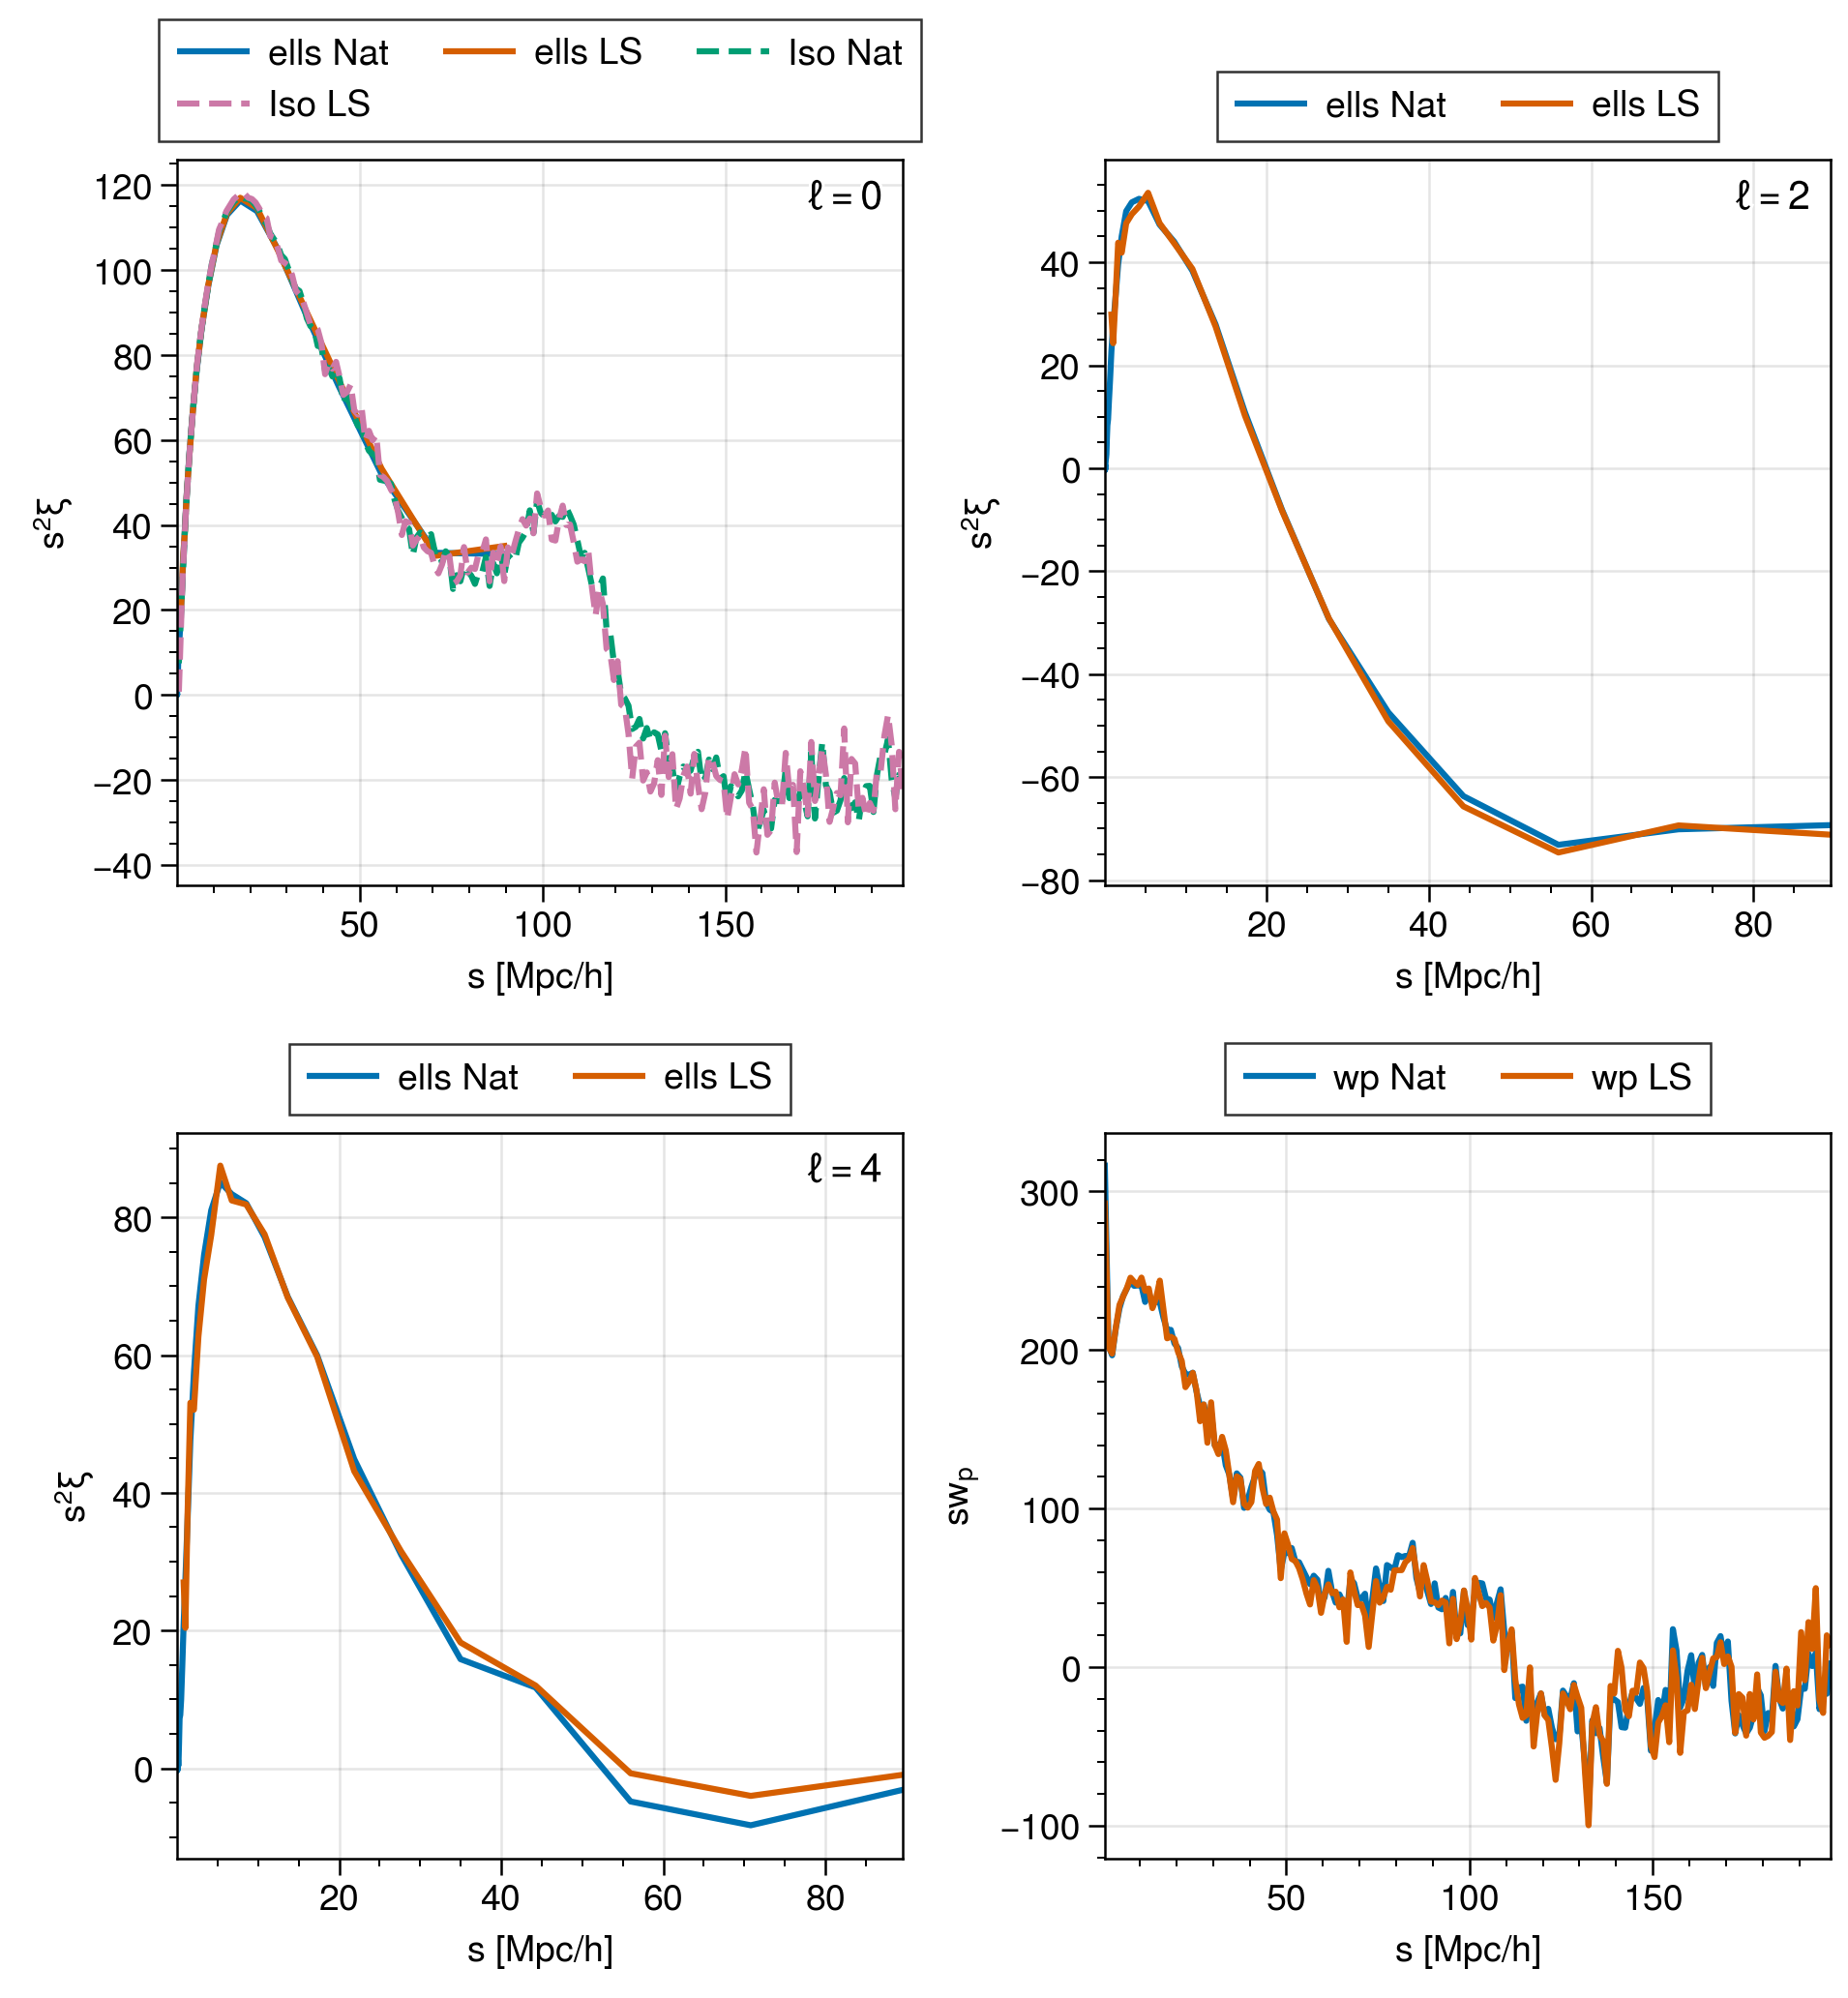 ells Nat ells LS Iso Nat
Iso LS
ells Nat ells LS
ℓ = 0
120
100
80
60
40
20
0
−20
−40
s²ξ
50 100 150
s [Mpc/h]
ℓ = 2
40
20
0
−20
−40
−60
−80
s²ξ
20 40 60 80
s [Mpc/h]
ells Nat ells LS
wp Nat wp LS
ℓ = 4
80
60
40
20
0
s²ξ
20 40 60 80
s [Mpc/h]
300
200
100
0
−100
swₚ
50 100 150
s [Mpc/h]